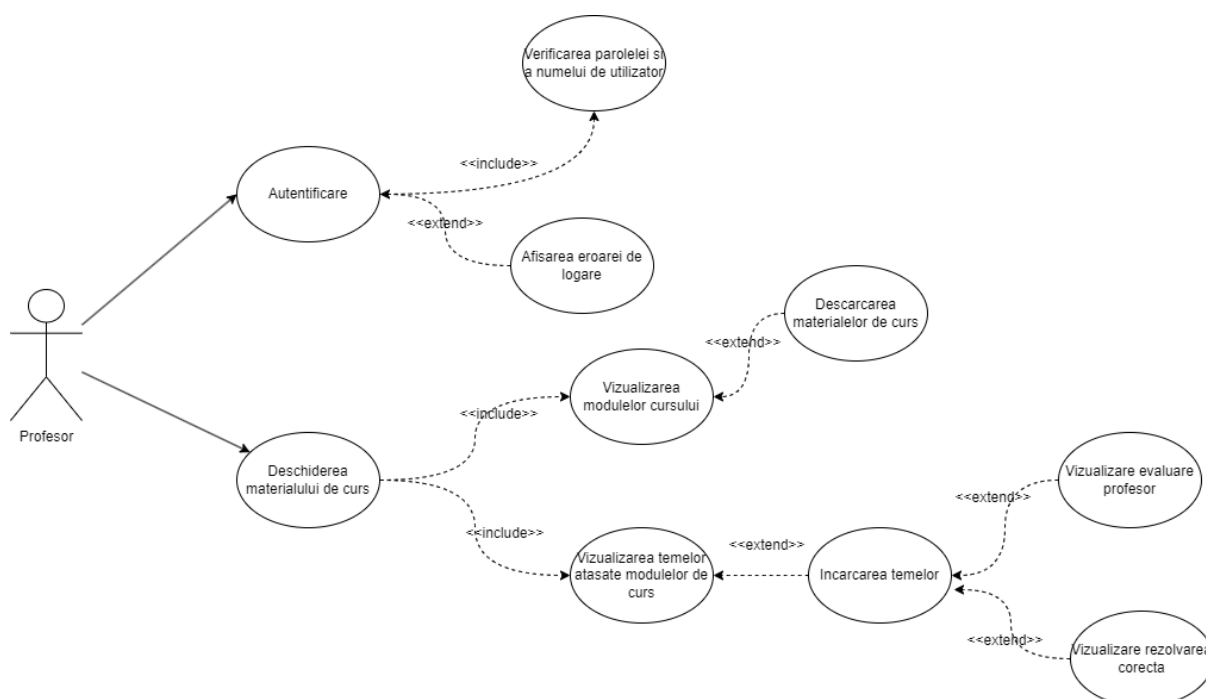 Verificarea parolelei si
a numelui de utilizator
<<include>>
Autentificare
<<extend>>
Afisarea eroarei de
logare
Descarcarea
materialelor de curs
<<extend>>
Vizualizarea
modulelor cursului
<<include>>
Profesor
Deschiderea
materialului de curs
<<include>>
Vizualizarea temelor
atasate modulelor de
curs
<<extend>>
Incarcarea temelor
<<extend>>
Vizualizare evaluare
profesor
<<extend>>
Vizualizare rezolvarea
corecta